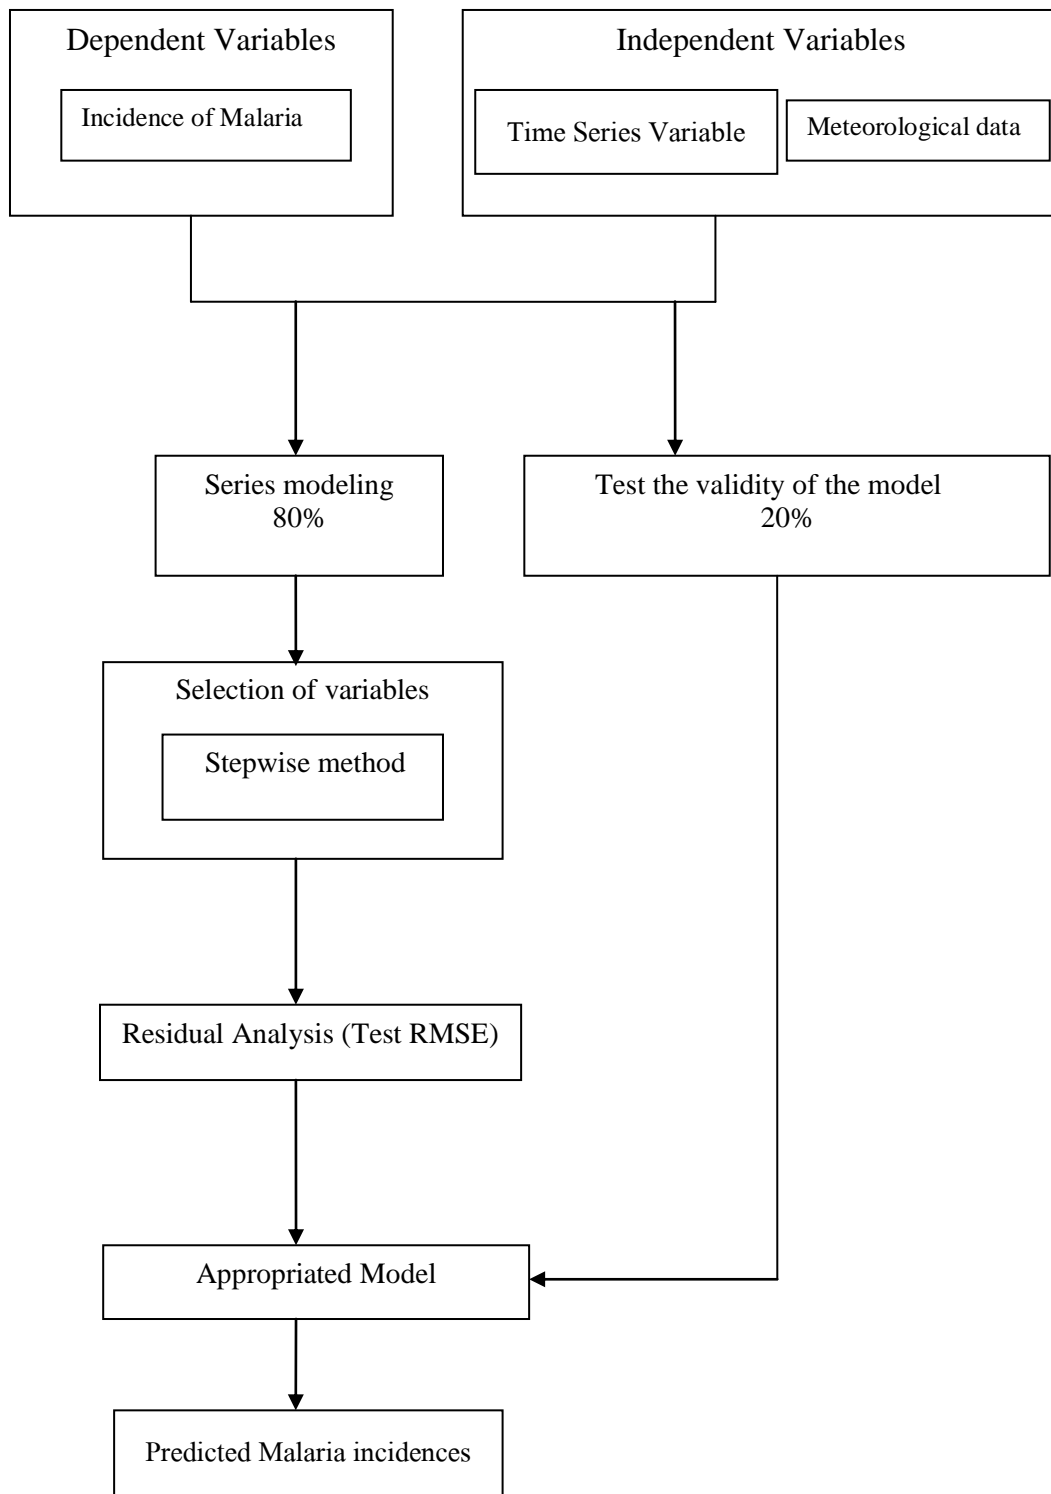 Dependent Variables
Incidence of Malaria
Independent Variables
Time Series Variable
Meteorological data
Series modeling
80%
Test the validity of the model
20%
Selection of variables
Stepwise method
Residual Analysis (Test RMSE)
Appropriated Model
Predicted Malaria incidences